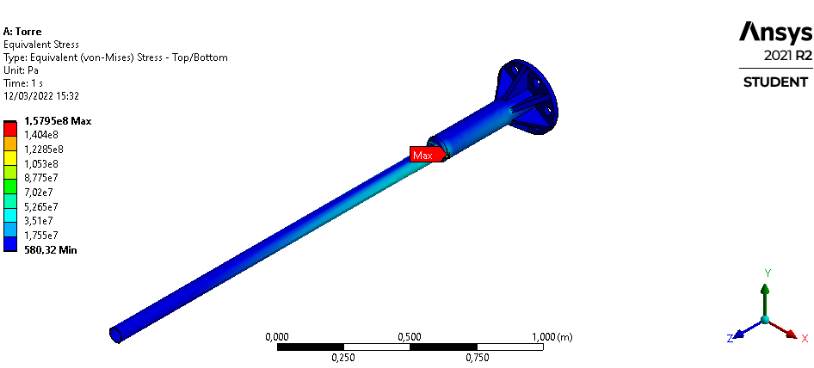 A: Torre
Equivalent Stress
Type: Equivalent (von-Mises) Stress - Top/Bottom
Unit: Pa
Time: 1 s
12/03/2022 15:32
1,5795e8 Max
1,404e8
1,2285e8
1,053e8
8,775e7
7,02e7
5,265e7
3,51e7
1,755e7
580,32 Min
Max
Ansys
2021 R2
STUDENT
0,000 0,500 1,000 (m)
0,250 0,750
Y
Z X